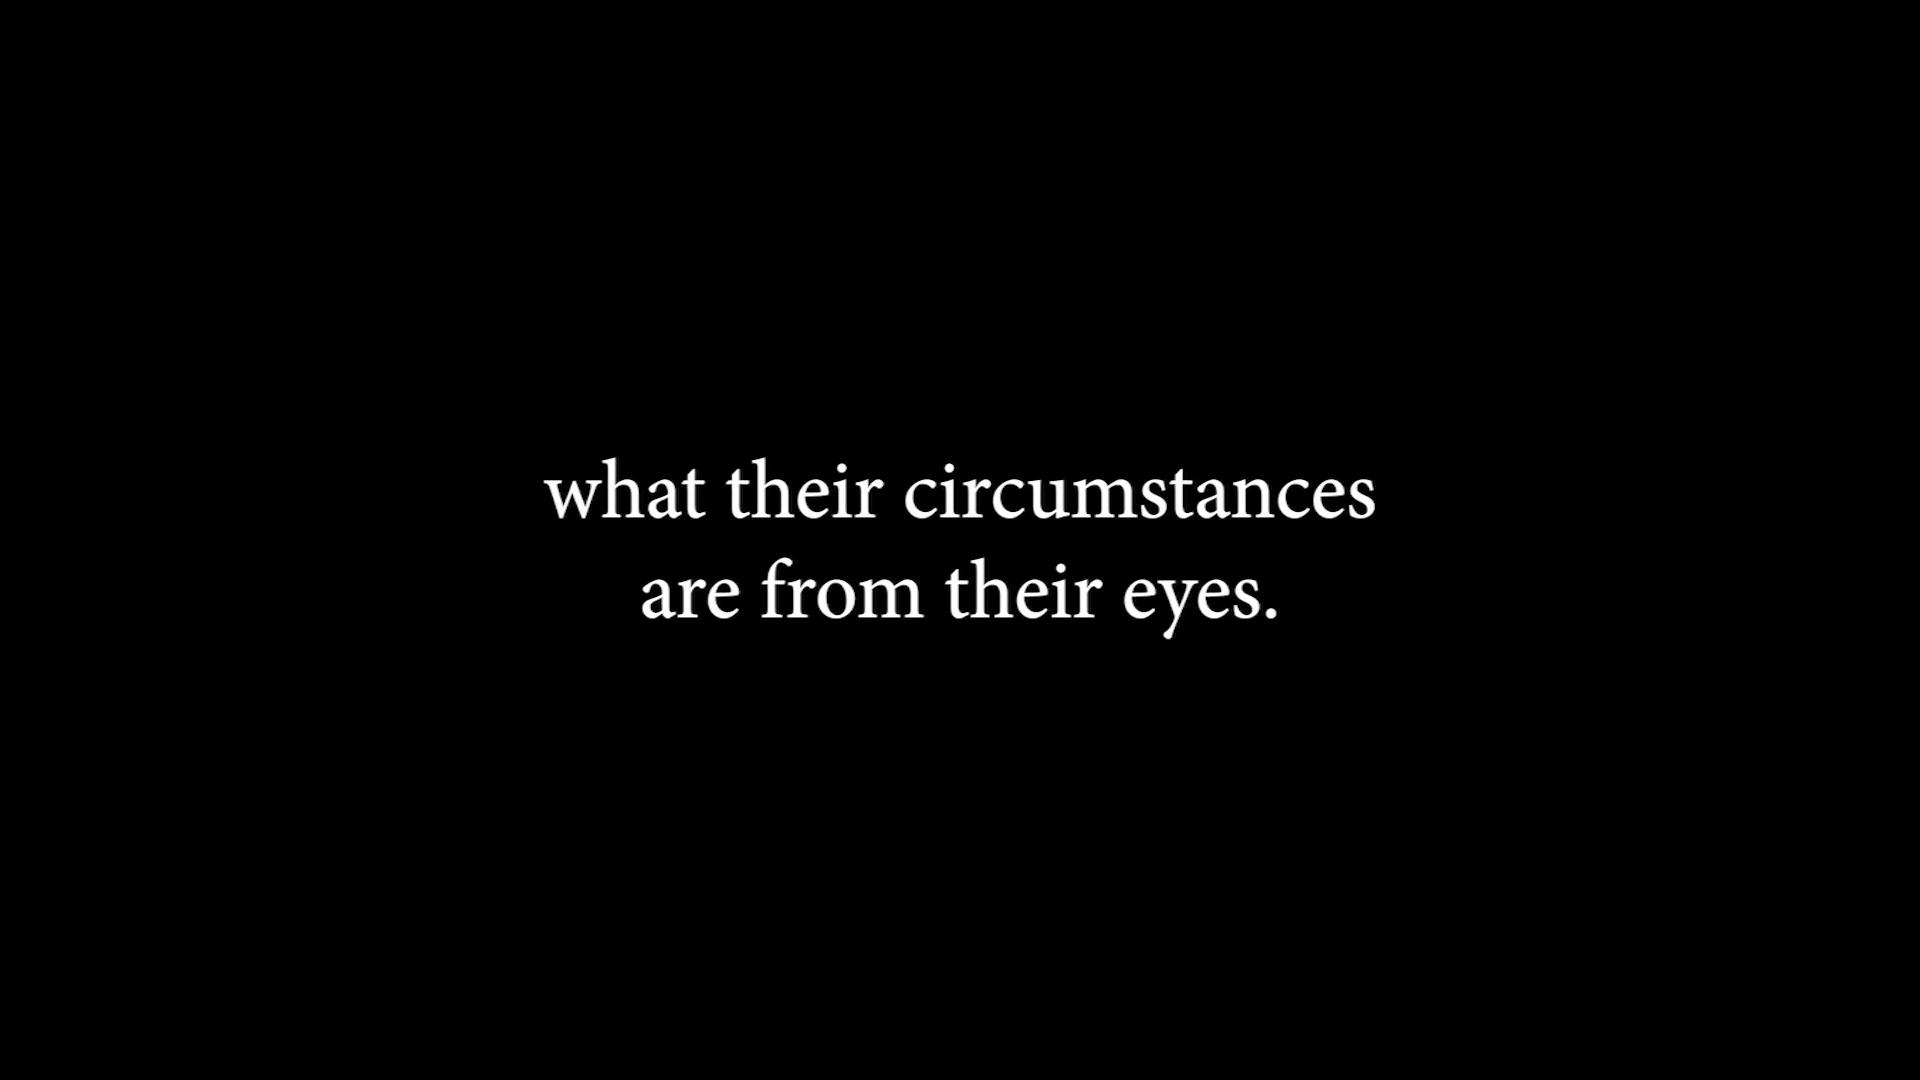 what their circumstances
are from their eyes.